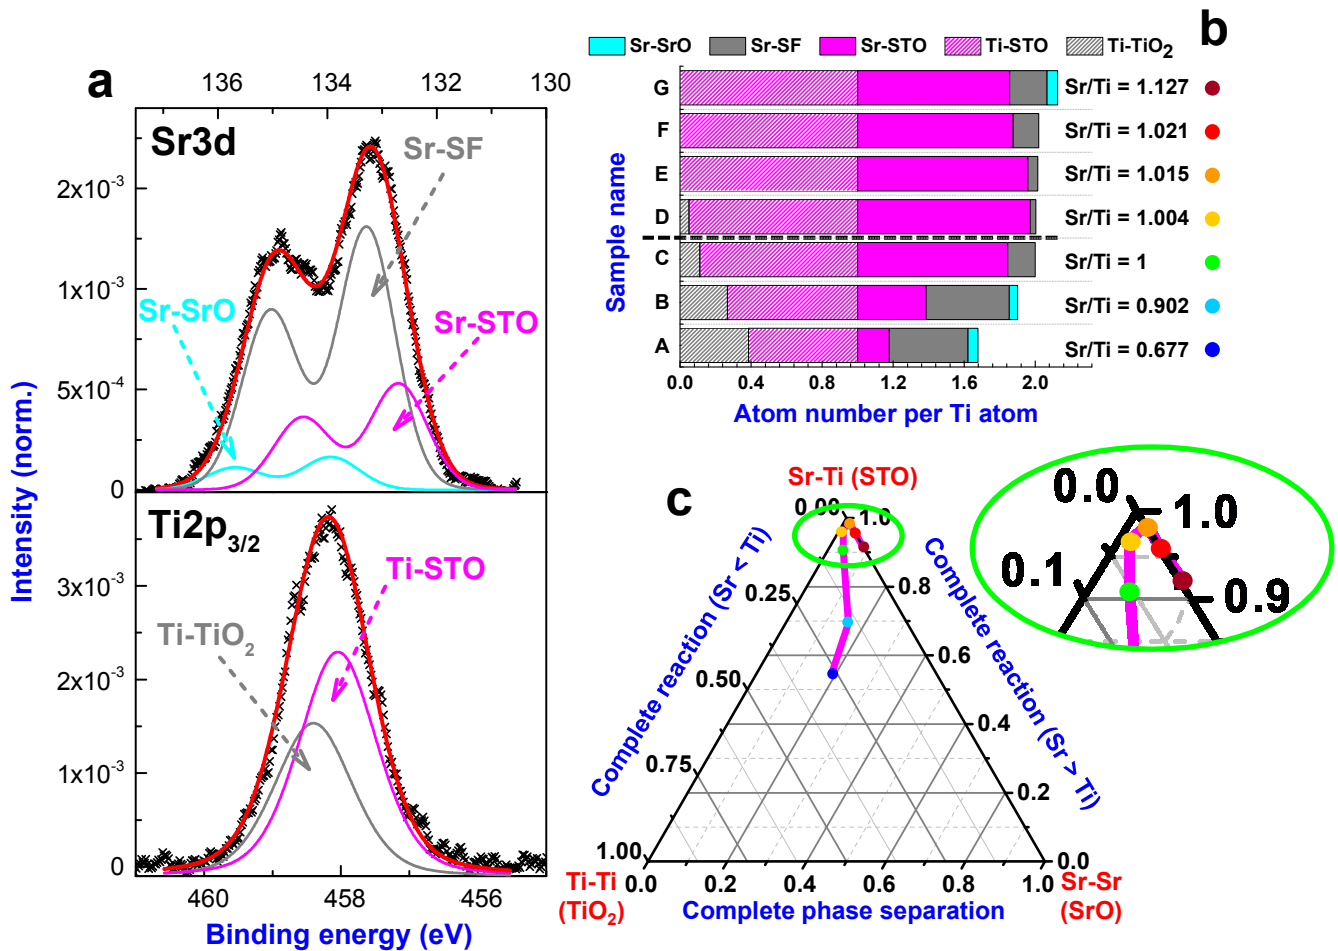 a
136 134 132 130
Sr3d
Sr-SF
Sr-SrO
Sr-STO
2x10⁻³
1x10⁻³
5x10⁻⁴
0
Intensity (norm.)
Ti2p₃/₂
Ti-STO
Ti-TiO₂
3x10⁻³
2x10⁻³
1x10⁻³
0
460 458 456
Binding energy (eV)
b
Sr-SrO Sr-SF Sr-STO Ti-STO Ti-TiO₂
Sample name
G Sr/Ti = 1.127
F Sr/Ti = 1.021
E Sr/Ti = 1.015
D Sr/Ti = 1.004
C Sr/Ti = 1
B Sr/Ti = 0.902
A Sr/Ti = 0.677
0.0 0.4 0.8 1.2 1.6 2.0
Atom number per Ti atom
c
Sr-Ti (STO)
0.00 1.0
0.25 0.8
0.50 0.6
0.75 0.4
0.2
1.00 0.0
Complete reaction (Sr < Ti)
Complete reaction (Sr > Ti)
0.0 0.2 0.4 0.6 0.8 1.0
Ti-Ti
(TiO₂)
Complete phase separation
Sr-Sr
(SrO)
0.0 1.0
0.1 0.9